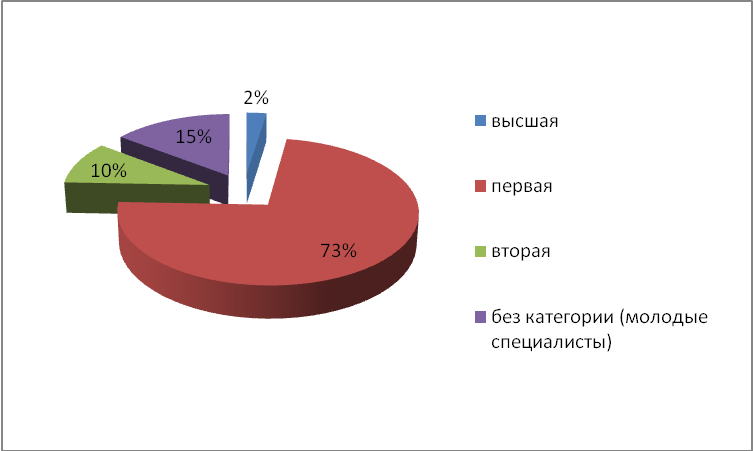 2%
15%
10%
73%
высшая
первая
вторая
без категории (молодые
специалисты)